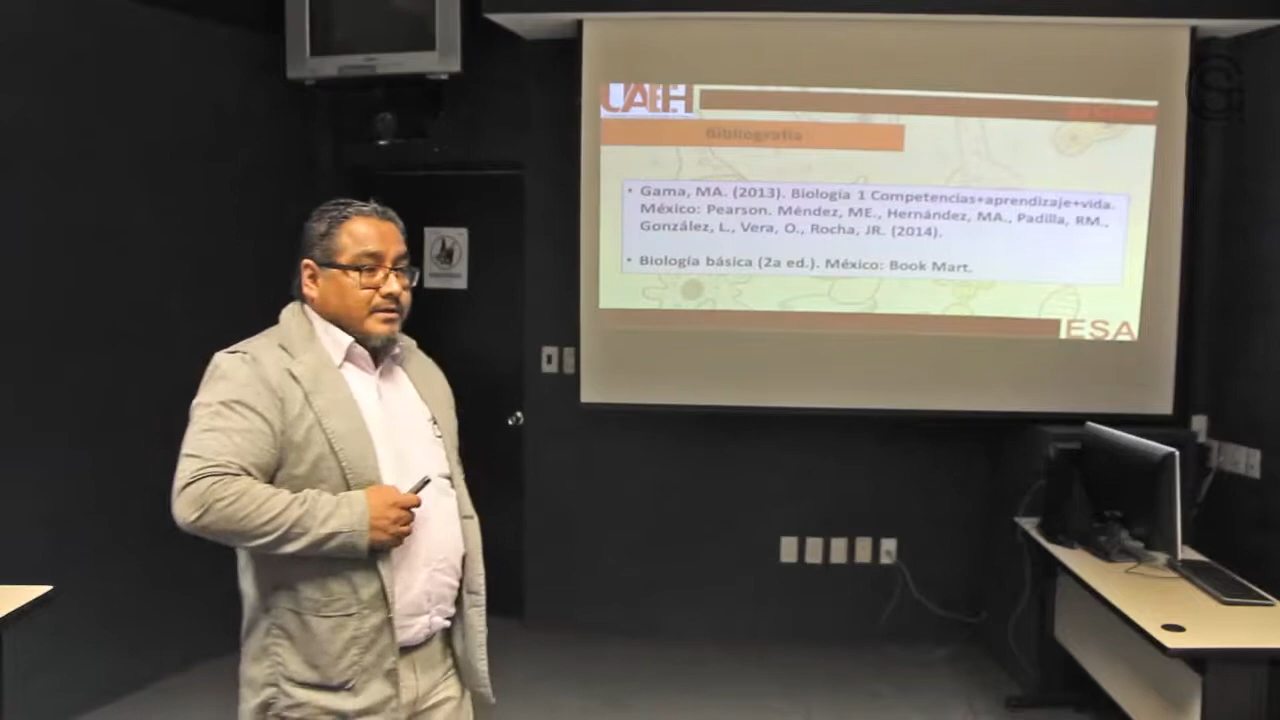 UAEH
Bibliografía
• Gama, MA. (2013). Biología 1 Competencias+aprendizaje+vida.
México: Pearson. Méndez, ME., Hernández, MA., Padilla, RM.,
González, L., Vera, O., Rocha, JR. (2014).
• Biología básica (2a ed.). México: Book Mart.
ESA